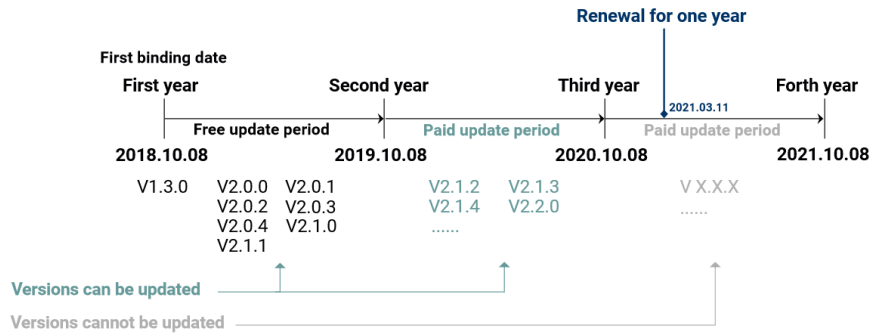 Renewal for one year
First binding date
First year Second year Third year Forth year
2021.03.11
Free update period Paid update period Paid update period
2018.10.08 2019.10.08 2020.10.08 2021.10.08
V1.3.0 V2.0.0 V2.0.1 V2.1.2 V2.1.3 V X.X.X
V2.0.2 V2.0.3 V2.1.4 V2.2.0 ......
V2.0.4 V2.1.0 ......
V2.1.1
Versions can be updated
Versions cannot be updated